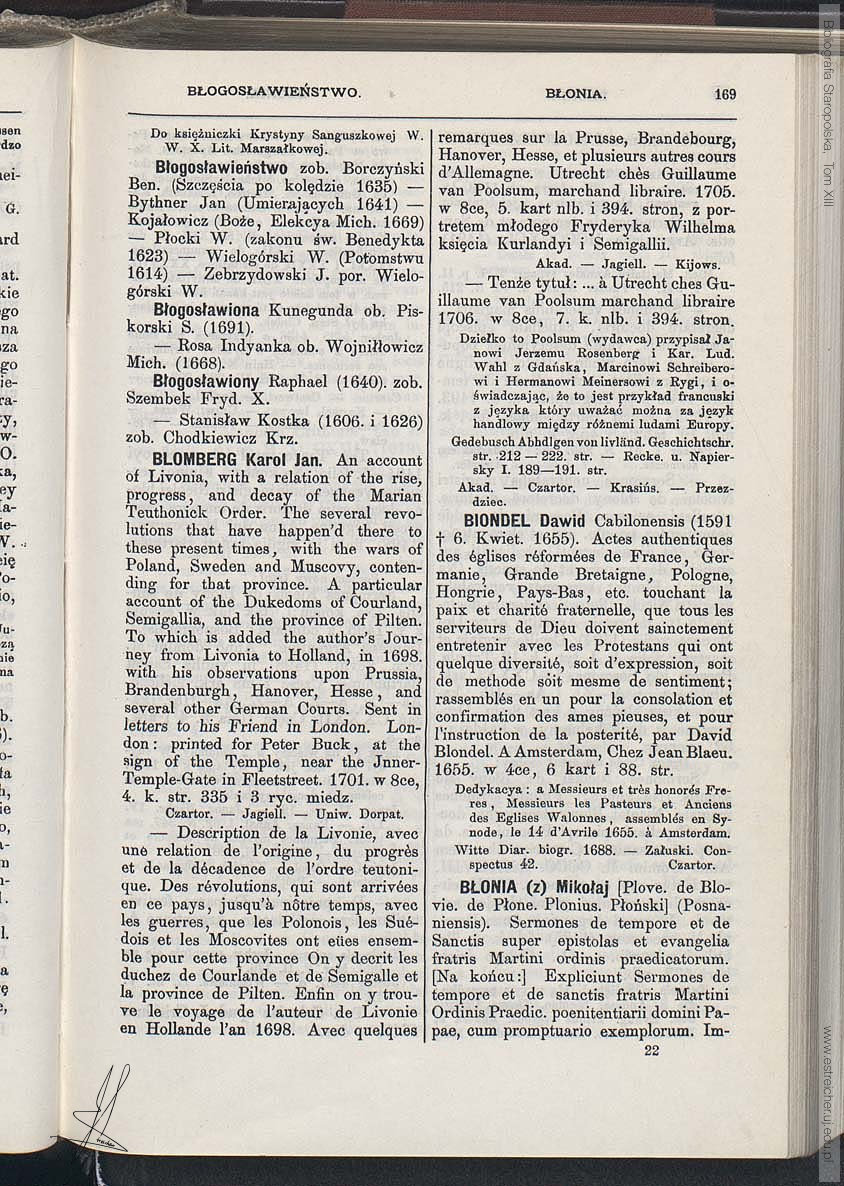 BŁOGOSŁAWIEŃSTWO.
BŁONIA.
169
Do księżniczki Krystyny Sanguszkowej W.
W. X. Lit. Marszałkowej.
Błogosławieństwo zob. Borczyński
Ben. (Szczęścia po kolędzie 1635) —
Bythner Jan (Umierających 1641) —
Kojałowicz (Boże, Elekcya Mich. 1669)
— Płocki W. (zakonu św. Benedykta
1623) — Wielogórski W. (Potomstwu
1614) — Zebrzydowski J. por. Wielo-
górski W.
Błogosławiona Kunegunda ob. Pis-
korski S. (1691).
— Rosa Indyanka ob. Wojniłłowicz
Mich. (1668).
Błogosławiony Raphael (1640). zob.
Szembek Fryd. X.
— Stanisław Kostka (1606. i 1626)
zob. Chodkiewicz Krz.
BLOMBERG Karol Jan. An account
of Livonia, with a relation of the rise,
progress, and decay of the Marian
Teuthonick Order. The several revo-
lutions that have happen'd there to
these present times, with the wars of
Poland, Sweden and Muscovy, conten-
ding for that province. A particular
account of the Dukedoms of Courland,
Semigallia, and the province of Pilten.
To which is added the author's Jour-
ney from Livonia to Holland, in 1698.
with his observations upon Prussia,
Brandenburgh, Hanover, Hesse, and
several other German Courts. Sent in
letters to his Friend in London. Lon-
don: printed for Peter Buck, at the
sign of the Temple, near the Jnner-
Temple-Gate in Fleetstreet. 1701. w 8ce,
4. k. str. 335 i 3 ryc. miedz.
Czartor. — Jagiell. — Uniw. Dorpat.
— Description de la Livonie, avec
une relation de l'origine, du progrès
et de la décadence de l'ordre teutoni-
que. Des révolutions, qui sont arrivées
en ce pays, jusqu'à nôtre temps, avec
les guerres, que les Polonois, les Sué-
dois et les Moscovites ont eües ensem-
ble pour cette province On y decrit les
duchez de Courlande et de Semigalle et
la province de Pilten. Enfin on y trou-
ve le voyage de l'auteur de Livonie
en Hollande l'an 1698. Avec quelques
remarques sur la Prusse, Brandebourg,
Hanover, Hesse, et plusieurs autres cours
d'Allemagne. Utrecht chès Guillaume
van Poolsum, marchand libraire. 1705.
w 8ce, 5. kart nlb. i 394. stron, z por-
tretem młodego Fryderyka Wilhelma
księcia Kurlandyi i Semigallii.
Akad. — Jagiell. — Kijows.
— Tenże tytuł: ... à Utrecht ches Gu-
illaume van Poolsum marchand libraire
1706. w 8ce, 7. k. nlb. i 394. stron.
Dziełko to Poolsum (wydawca) przypisał Ja-
nowi Jerzemu Rosenberg i Kar. Lud.
Wahl z Gdańska, Marcinowi Schreibero-
wi i Hermanowi Meinersowi z Rygi, i o-
świadczając, że to jest przykład francuski
z języka który uważać można za język
handlowy między różnemi ludami Europy.
Gedebusch Abhdlgen von livländ. Geschichtschr.
str. 212 — 222. str. — Recke. u. Napier-
sky I. 189—191. str.
Akad. — Czartor. — Krasińs. — Przez-
dziec.
BlONDEL Dawid Cabilonensis (1591
† 6. Kwiet. 1655). Actes authentiques
des églises réformées de France, Ger-
manie, Grande Bretaigne, Pologne,
Hongrie, Pays-Bas, etc. touchant la
paix et charité fraternelle, que tous les
serviteurs de Dieu doivent sainctement
entretenir avec les Protestans qui ont
quelque diversité, soit d'expression, soit
de methode soit mesme de sentiment;
rassemblés en un pour la consolation et
confirmation des ames pieuses, et pour
l'instruction de la posterité, par David
Blondel. A Amsterdam, Chez Jean Blaeu.
1655. w 4ce, 6 kart i 88. str.
Dedykacya : a Messieurs et très honorés Fre-
res, Messieurs les Pasteurs et Anciens
des Eglises Walonnes, assemblés en Sy-
node, le 14 d'Avrile 1655. à Amsterdam.
Witte Diar. biogr. 1688. — Załuski. Con-
spectus 42. Czartor.
BŁONIA (z) Mikołaj [Plove. de Blo-
vie. de Płone. Plonius. Płoński] (Posna-
niensis). Sermones de tempore et de
Sanctis super epistolas et evangelia
fratris Martini ordinis praedicatorum.
[Na końcu:] Expliciunt Sermones de
tempore et de sanctis fratris Martini
Ordinis Praedic. poenitentiarii domini Pa-
pae, cum promptuario exemplorum. Im-
22
Bibliografia Staropolska, Tom XIII
www.estreicher.uj.edu.pl